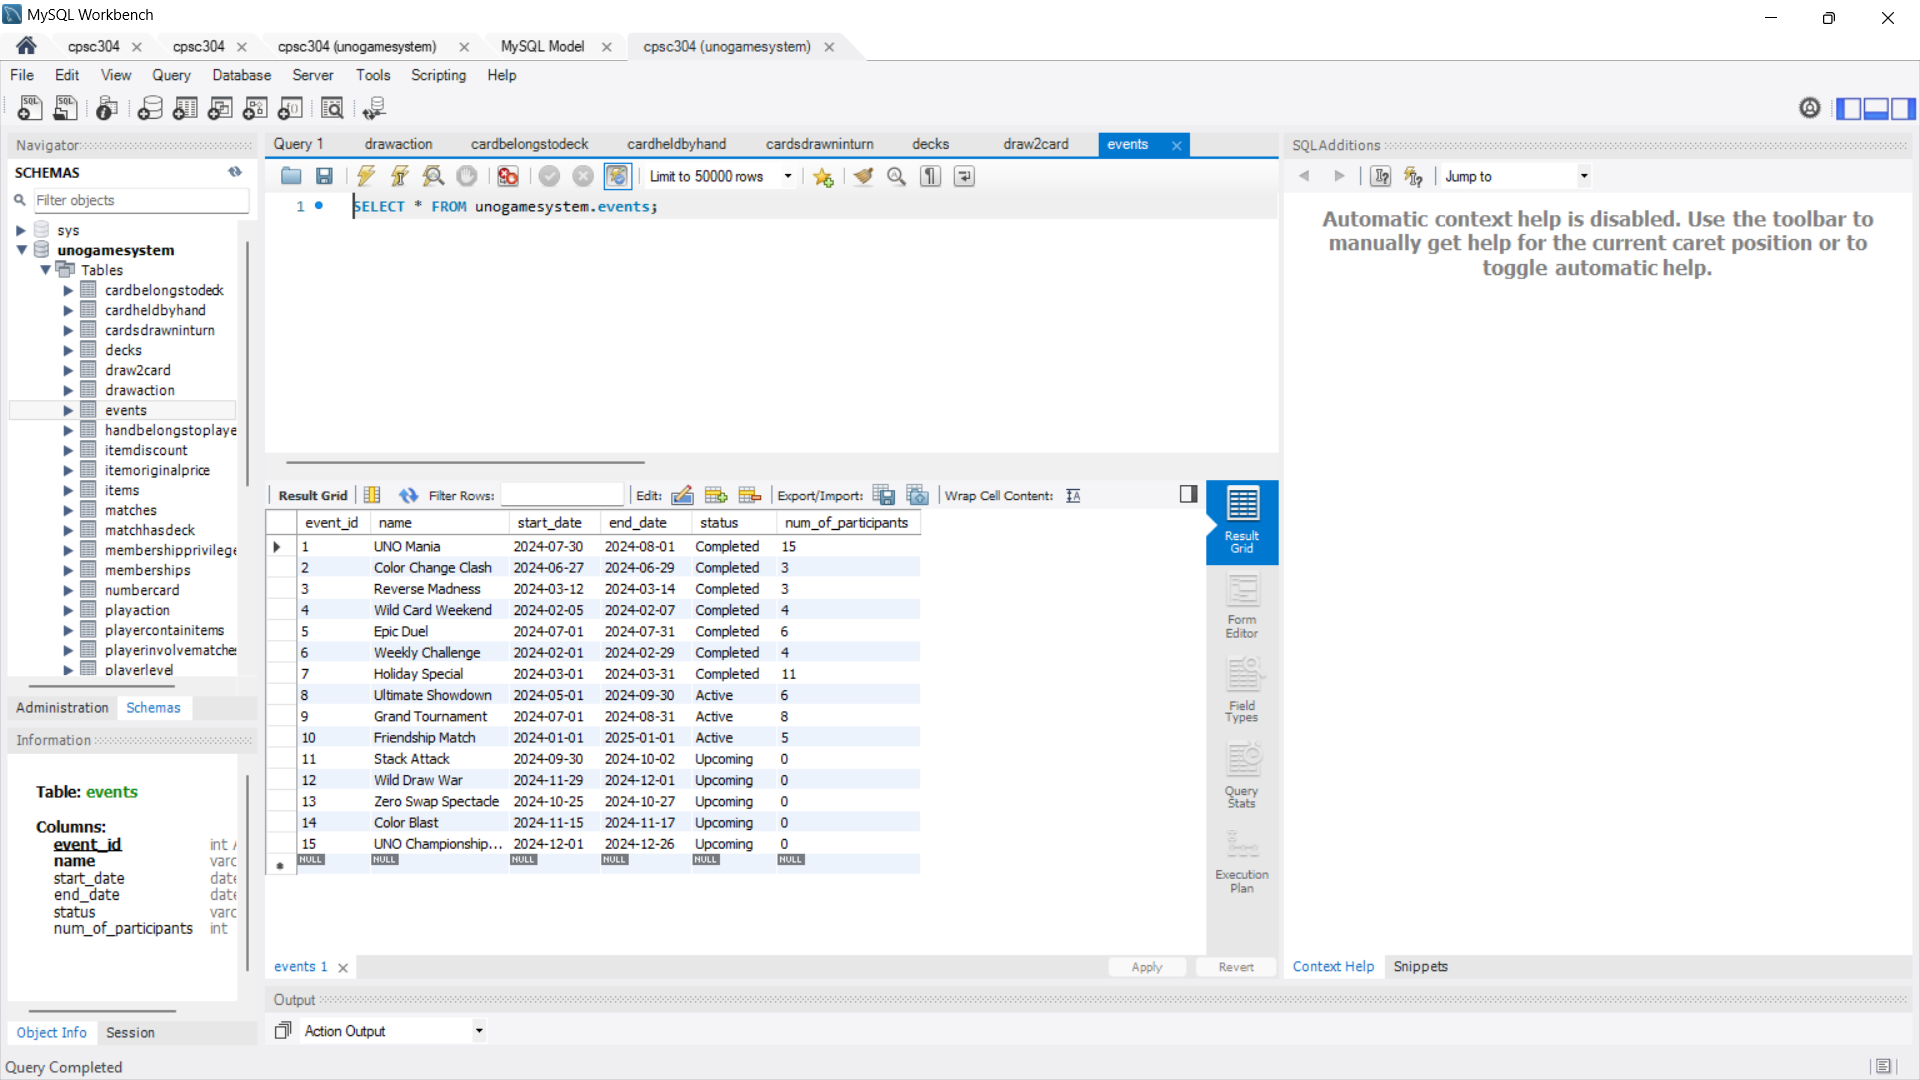 MySQL Workbench
cpsc304
cpsc304
cpsc304 (unogamesystem)
MySQL Model
cpsc304 (unogamesystem)
File Edit View Query Database Server Tools Scripting Help
Navigator
SCHEMAS
Filter objects
sys
unogamesystem
Tables
cardbelongstodeck
cardheldbyhand
cardsdrawninturn
decks
draw2card
drawaction
events
handbelongstoplaye
itemdiscount
itemoriginalprice
items
matches
matchhasdeck
membershipprivilege
memberships
numbercard
playaction
playercontainitems
playerinvolvematche
playerlevel
Administration Schemas
Information
Table: events
Columns:
event_id int A
name varc
start_date date
end_date date
status varc
num_of_participants int
Object Info Session
Query Completed
Query 1 drawaction cardbelongstodeck cardheldbyhand cardsdrawninturn decks draw2card events
Limit to 50000 rows
1 SELECT * FROM unogamesystem.events;
Result Grid Filter Rows: Edit: Export/Import: Wrap Cell Content:
event_id name start_date end_date status num_of_participants
1 UNO Mania 2024-07-30 2024-08-01 Completed 15
2 Color Change Clash 2024-06-27 2024-06-29 Completed 3
3 Reverse Madness 2024-03-12 2024-03-14 Completed 3
4 Wild Card Weekend 2024-02-05 2024-02-07 Completed 4
5 Epic Duel 2024-07-01 2024-07-31 Completed 6
6 Weekly Challenge 2024-02-01 2024-02-29 Completed 4
7 Holiday Special 2024-03-01 2024-03-31 Completed 11
8 Ultimate Showdown 2024-05-01 2024-09-30 Active 6
9 Grand Tournament 2024-07-01 2024-08-31 Active 8
10 Friendship Match 2024-01-01 2025-01-01 Active 5
11 Stack Attack 2024-09-30 2024-10-02 Upcoming 0
12 Wild Draw War 2024-11-29 2024-12-01 Upcoming 0
13 Zero Swap Spectacle 2024-10-25 2024-10-27 Upcoming 0
14 Color Blast 2024-11-15 2024-11-17 Upcoming 0
15 UNO Championship... 2024-12-01 2024-12-26 Upcoming 0
NULL NULL NULL NULL NULL NULL
Result
Grid
Form
Editor
Field
Types
Query
Stats
Execution
Plan
events 1
Apply Revert
Output
Action Output
SQLAdditions
Jump to
Automatic context help is disabled. Use the toolbar to
manually get help for the current caret position or to
toggle automatic help.
Context Help Snippets